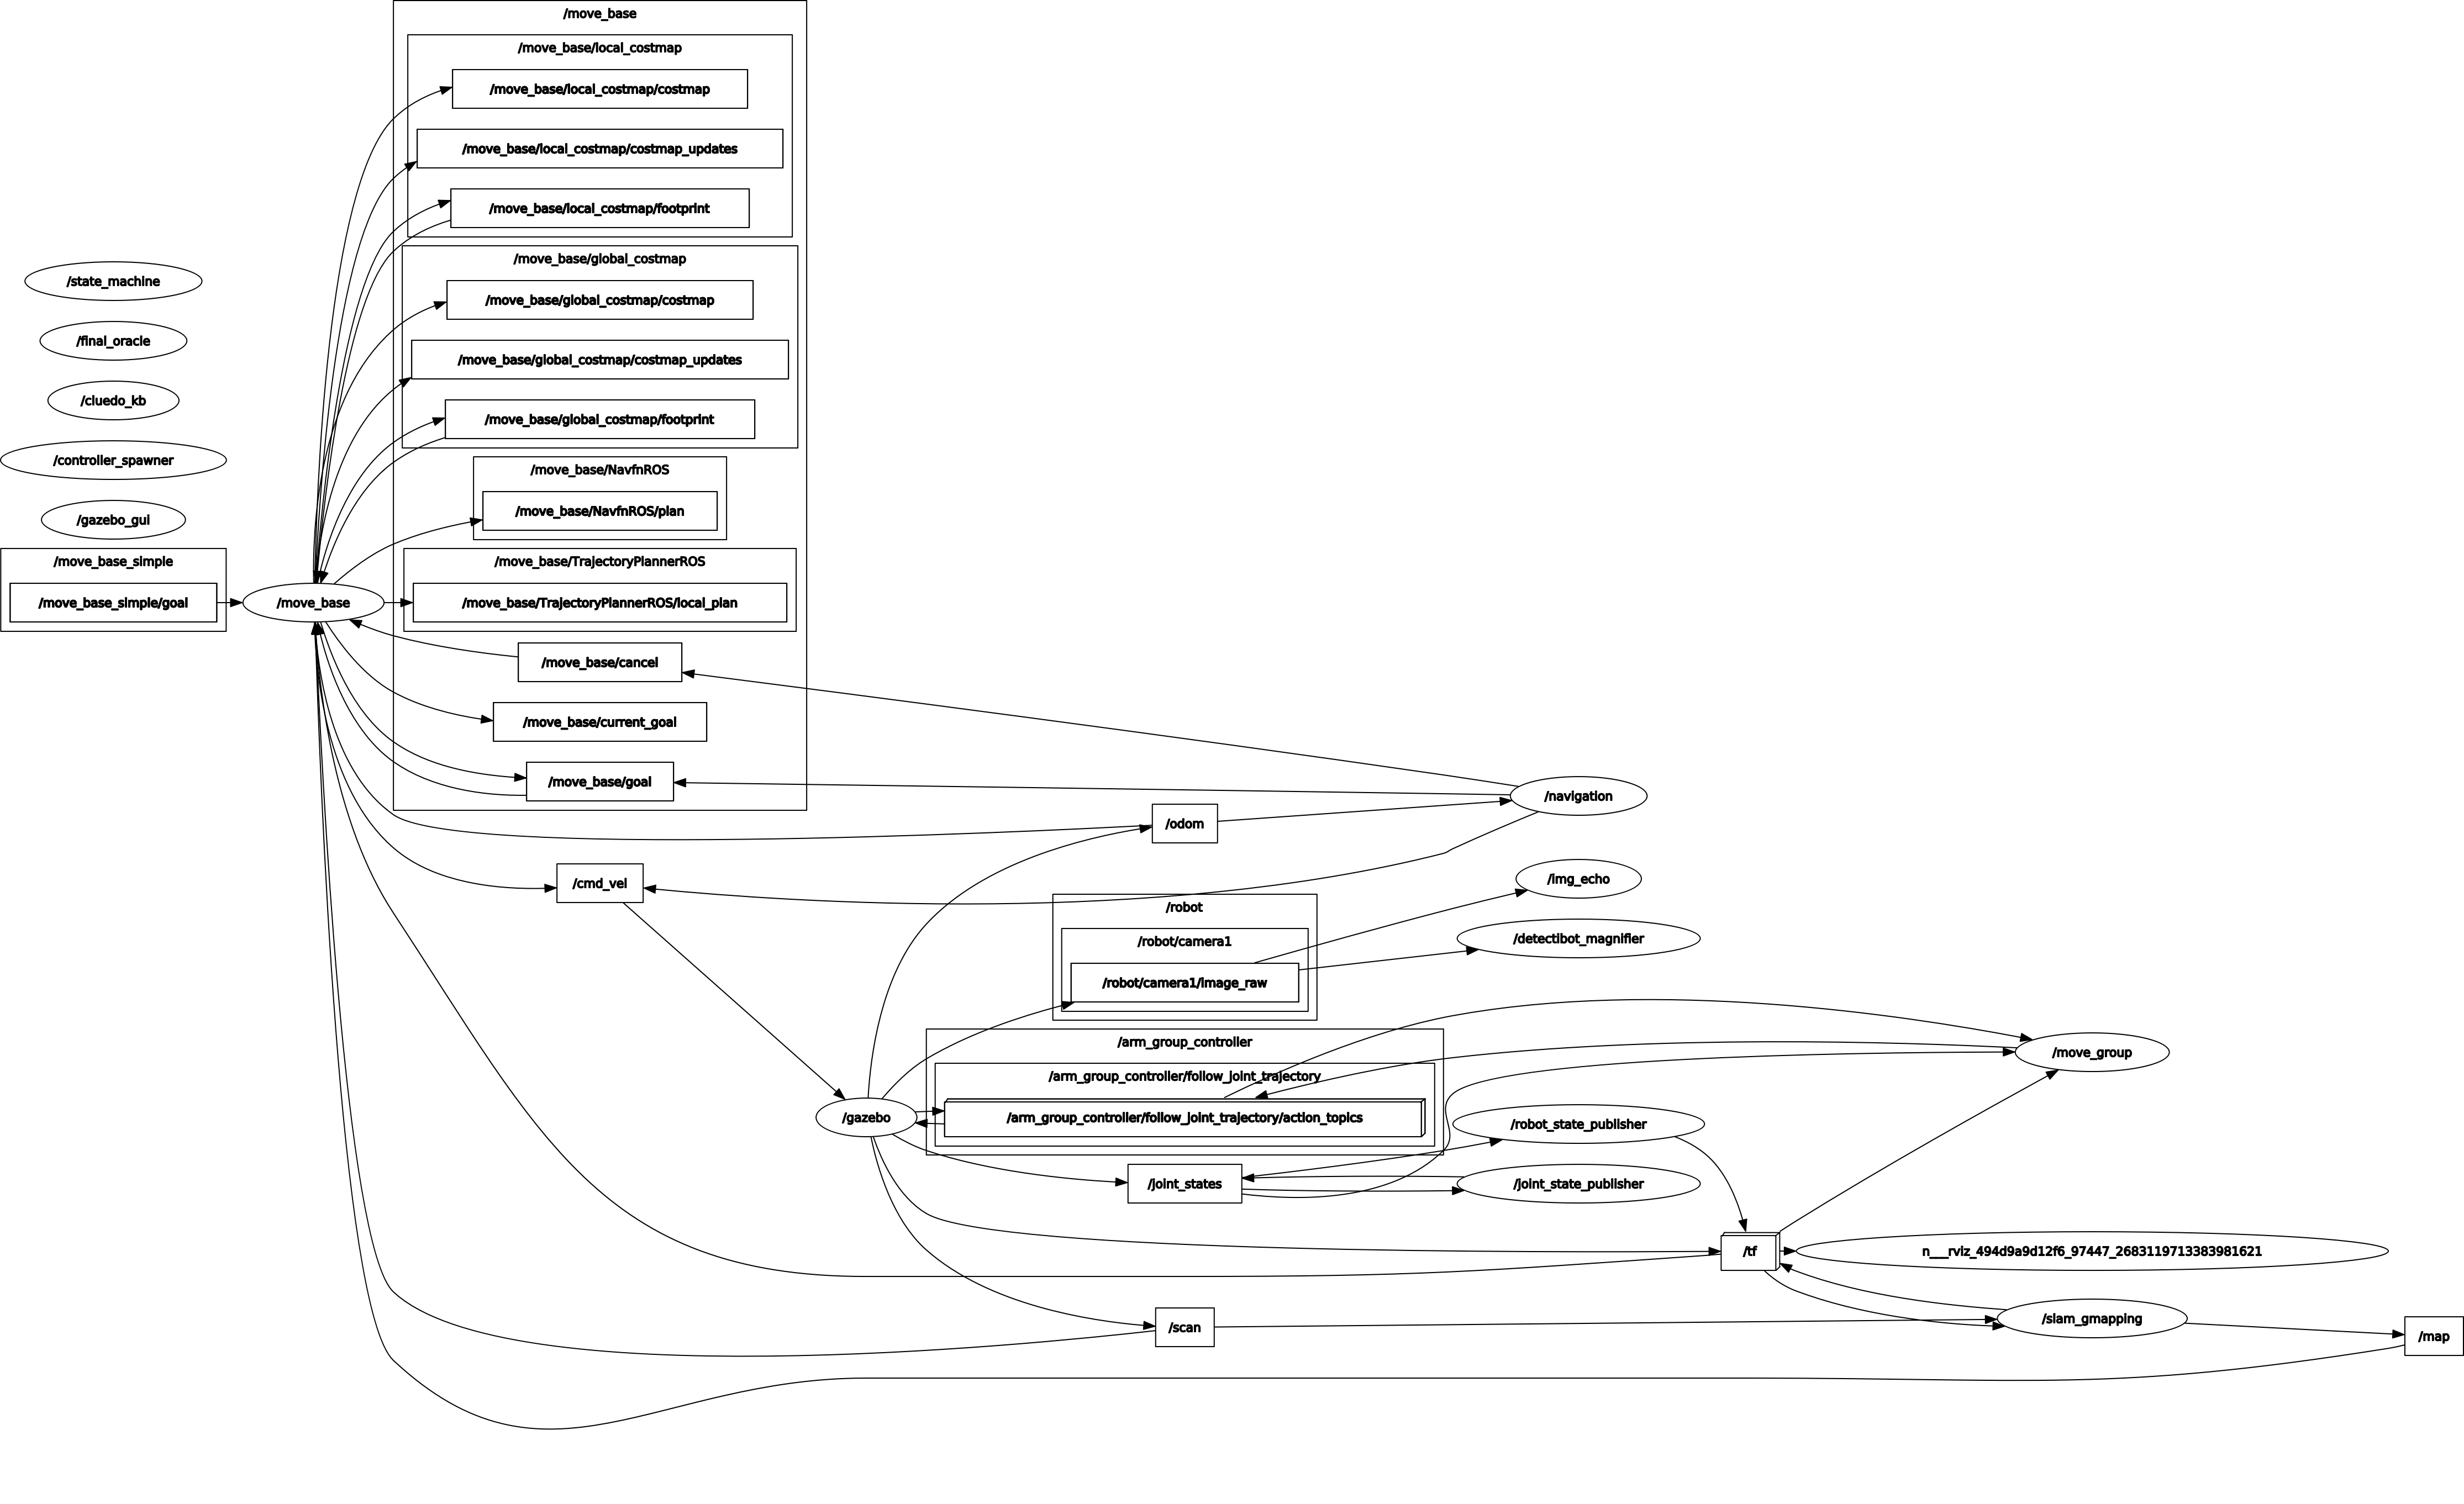 /move_base
/move_base/local_costmap
/move_base/local_costmap/costmap
/move_base/local_costmap/costmap_updates
/move_base/local_costmap/footprint
/move_base/global_costmap
/move_base/global_costmap/costmap
/move_base/global_costmap/costmap_updates
/move_base/global_costmap/footprint
/move_base/NavfnROS
/move_base/NavfnROS/plan
/move_base/TrajectoryPlannerROS
/move_base/TrajectoryPlannerROS/local_plan
/move_base/cancel
/move_base/current_goal
/move_base/goal
/state_machine
/final_oracle
/cluedo_kb
/controller_spawner
/gazebo_gui
/move_base_simple
/move_base_simple/goal
/move_base
/navigation
/odom
/cmd_vel
/img_echo
/robot
/robot/camera1
/robot/camera1/image_raw
/detectibot_magnifier
/arm_group_controller
/arm_group_controller/follow_joint_trajectory
/arm_group_controller/follow_joint_trajectory/action_topics
/gazebo
/move_group
/robot_state_publisher
/joint_states
/joint_state_publisher
/tf
n___rviz_494d9a9d12f6_97447_2683119713383981621
/scan
/slam_gmapping
/map